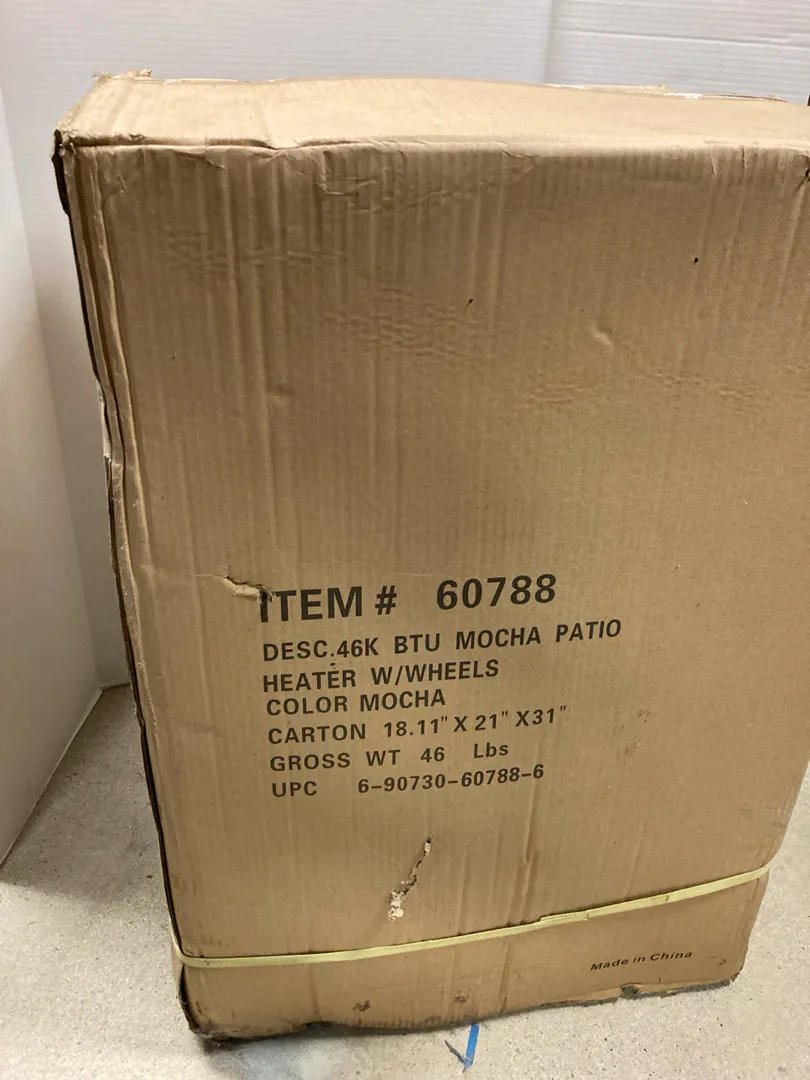 ITEM # 60788
DESC.46K BTU MOCHA PATIO
HEATER W/WHEELS
COLOR MOCHA
CARTON 18.11" X 21" X31"
GROSS WT 46 Lbs
UPC 6-90730-60788-6
Made in China